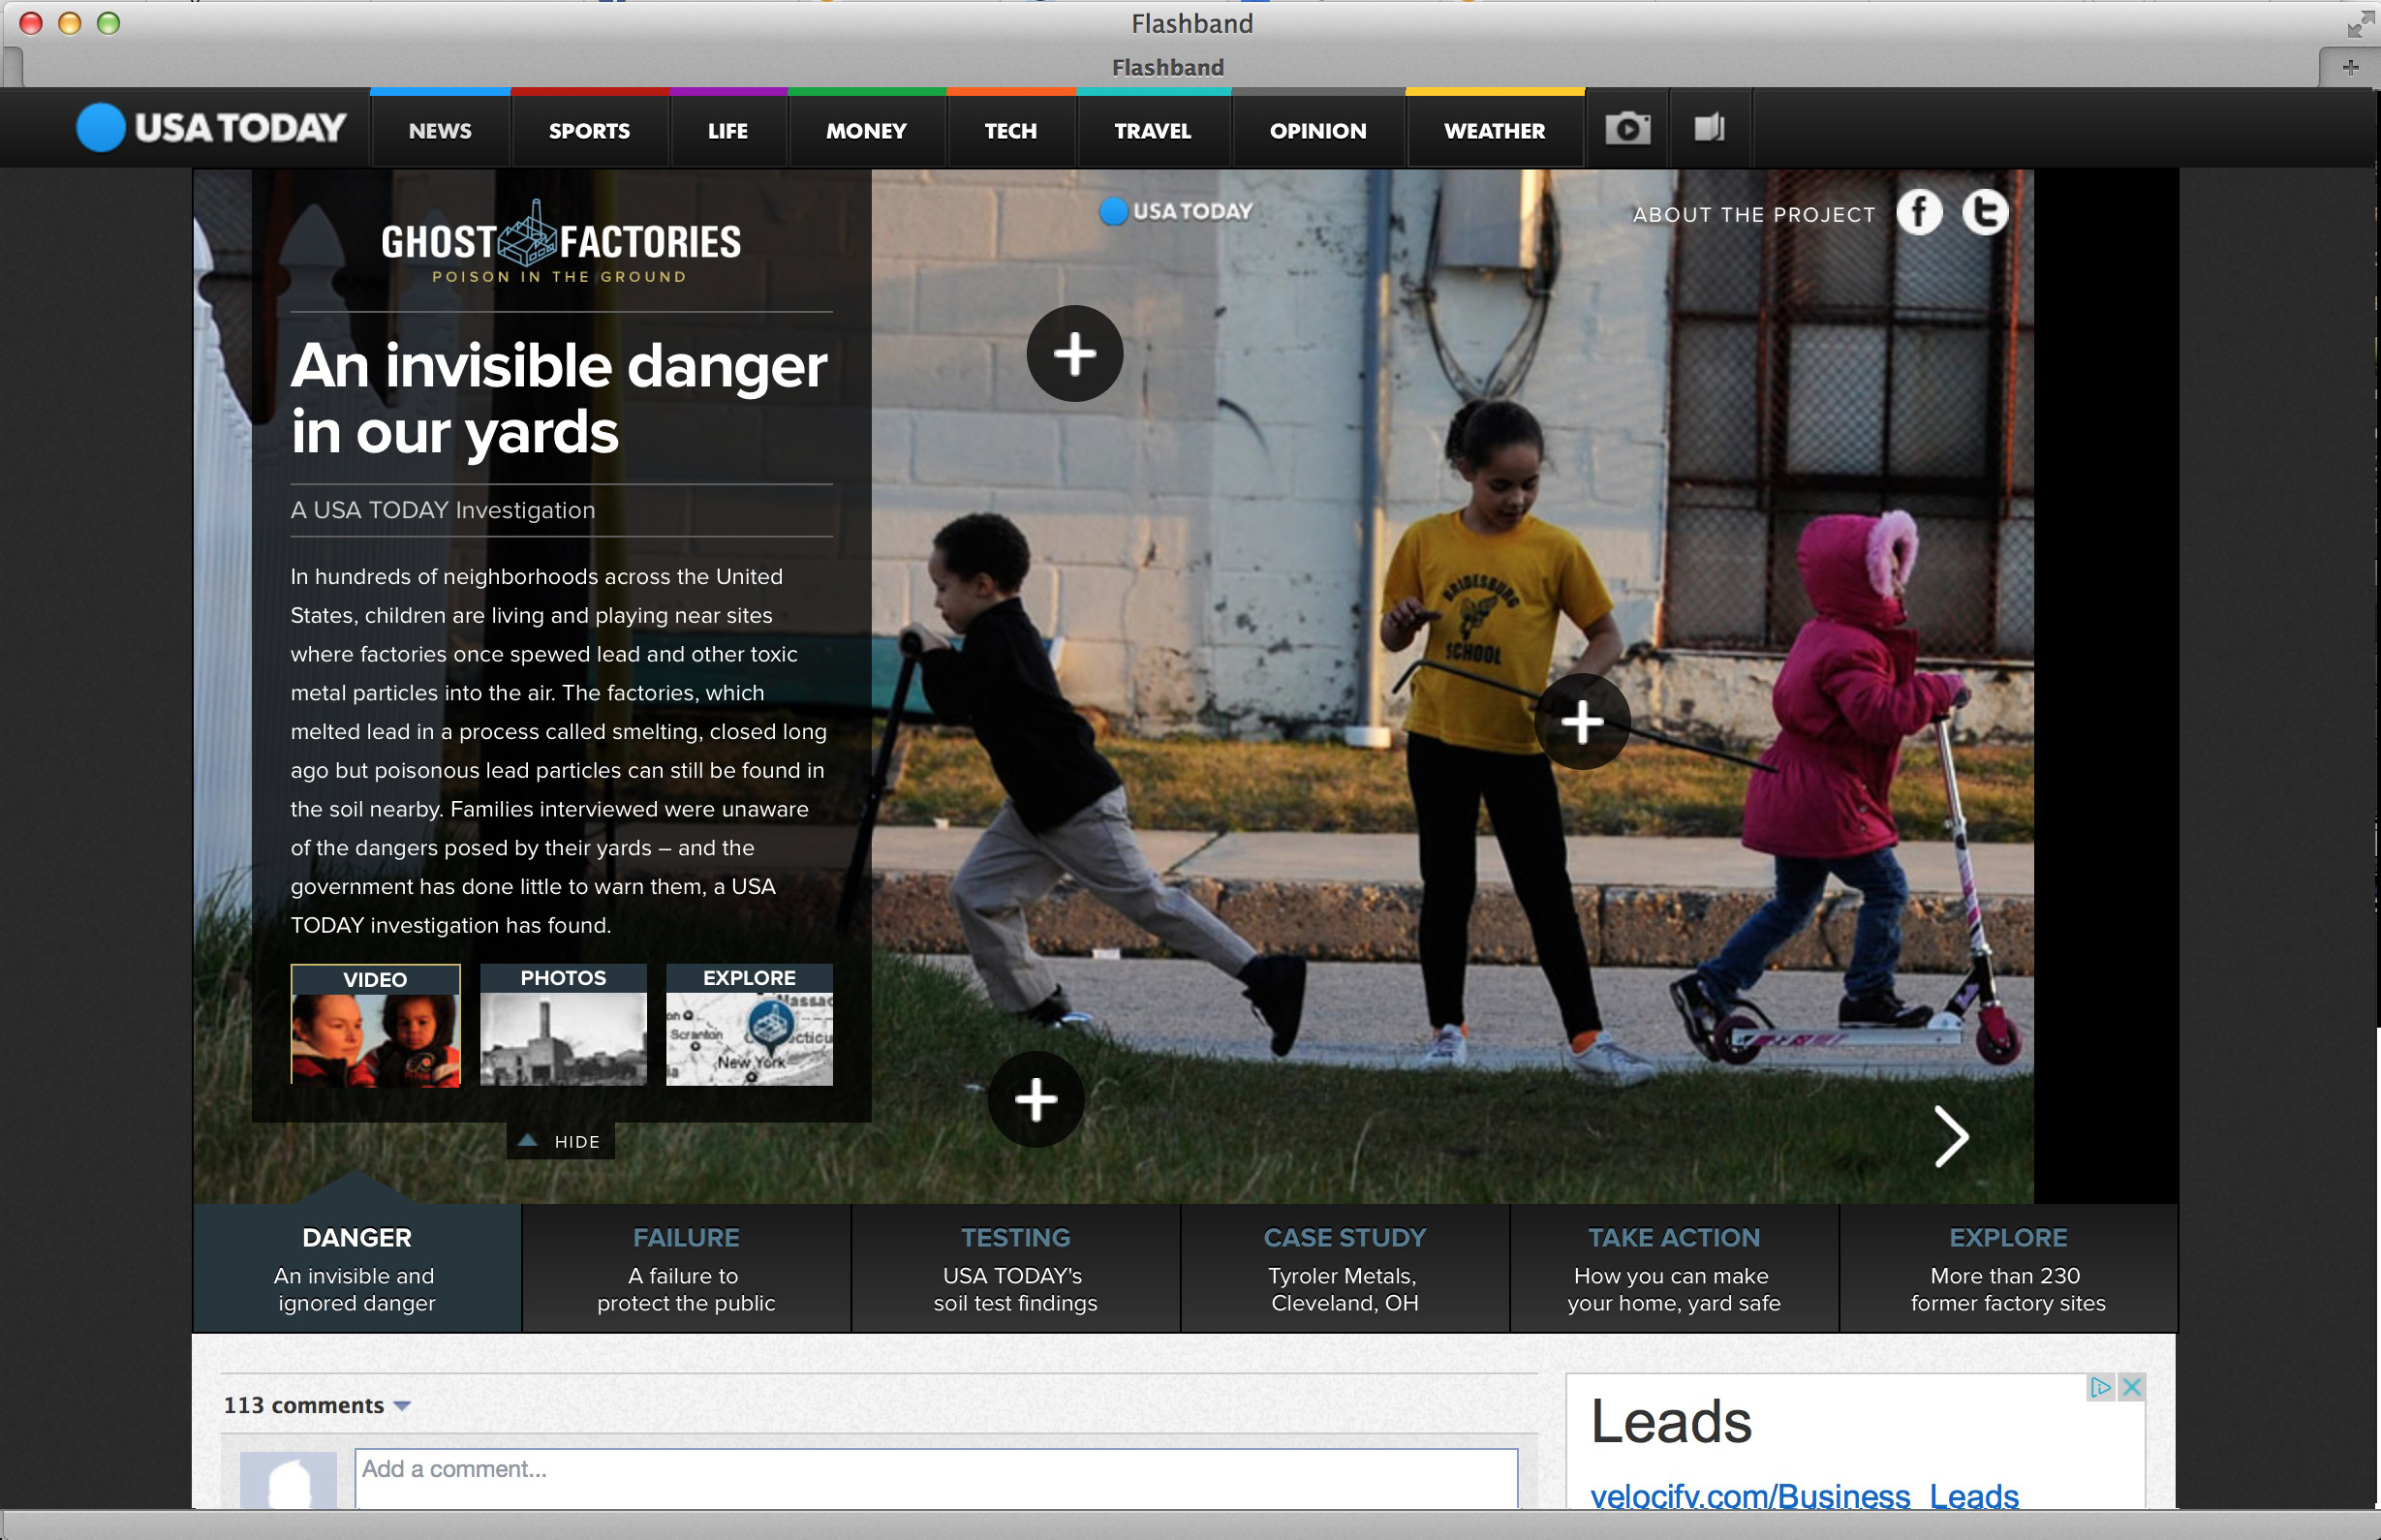 Flashband
Flashband
USA TODAY
NEWS
SPORTS
LIFE
MONEY
TECH
TRAVEL
OPINION
WEATHER
GHOST FACTORIES
POISON IN THE GROUND
USA TODAY
ABOUT THE PROJECT
An invisible danger
in our yards
A USA TODAY Investigation
In hundreds of neighborhoods across the United
States, children are living and playing near sites
where factories once spewed lead and other toxic
metal particles into the air. The factories, which
melted lead in a process called smelting, closed long
ago but poisonous lead particles can still be found in
the soil nearby. Families interviewed were unaware
of the dangers posed by their yards – and the
government has done little to warn them, a USA
TODAY investigation has found.
BRIDESBURG
SCHOOL
VIDEO
PHOTOS
EXPLORE
Massac
on
Scranton
cticu
New York
ia
HIDE
DANGER
An invisible and
ignored danger
FAILURE
A failure to
protect the public
TESTING
USA TODAY's
soil test findings
CASE STUDY
Tyroler Metals,
Cleveland, OH
TAKE ACTION
How you can make
your home, yard safe
EXPLORE
More than 230
former factory sites
113 comments
Add a comment...
Leads
velocify.com/Business_Leads